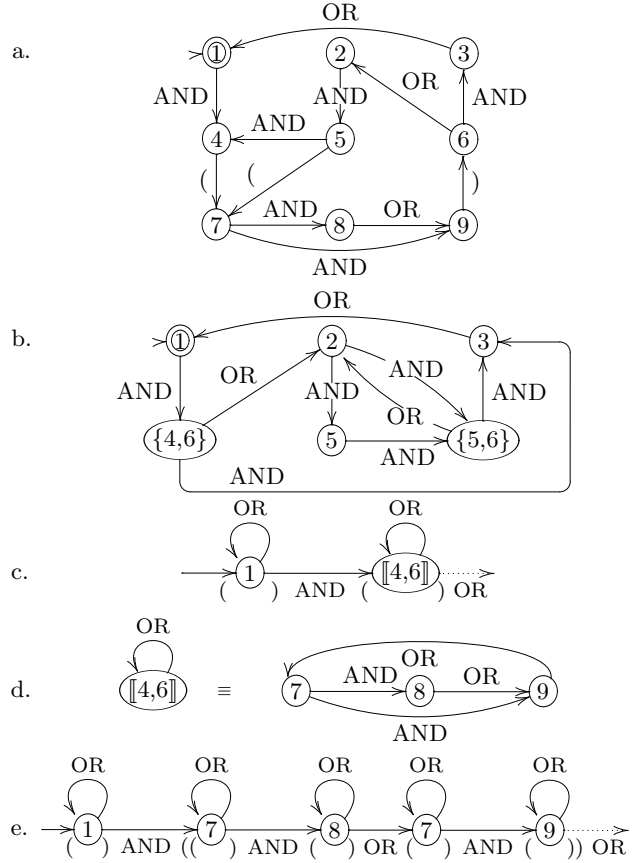 OR
a. 1 2 3
AND AND OR AND
4 AND 5 6
( ( )
7 AND 8 OR 9
AND
OR
b. 1 2 3
AND OR AND AND OR AND
{4,6} 5 AND {5,6}
AND
OR OR
c. 1 ⟦4,6⟧
( ) AND ( ) OR
OR
d. ⟦4,6⟧ ≡ 7 AND 8 OR OR 9
AND
OR OR OR OR OR
e. 1 7 8 7 9
( ) AND (( ) AND ( ) OR ( ) AND ( )) OR